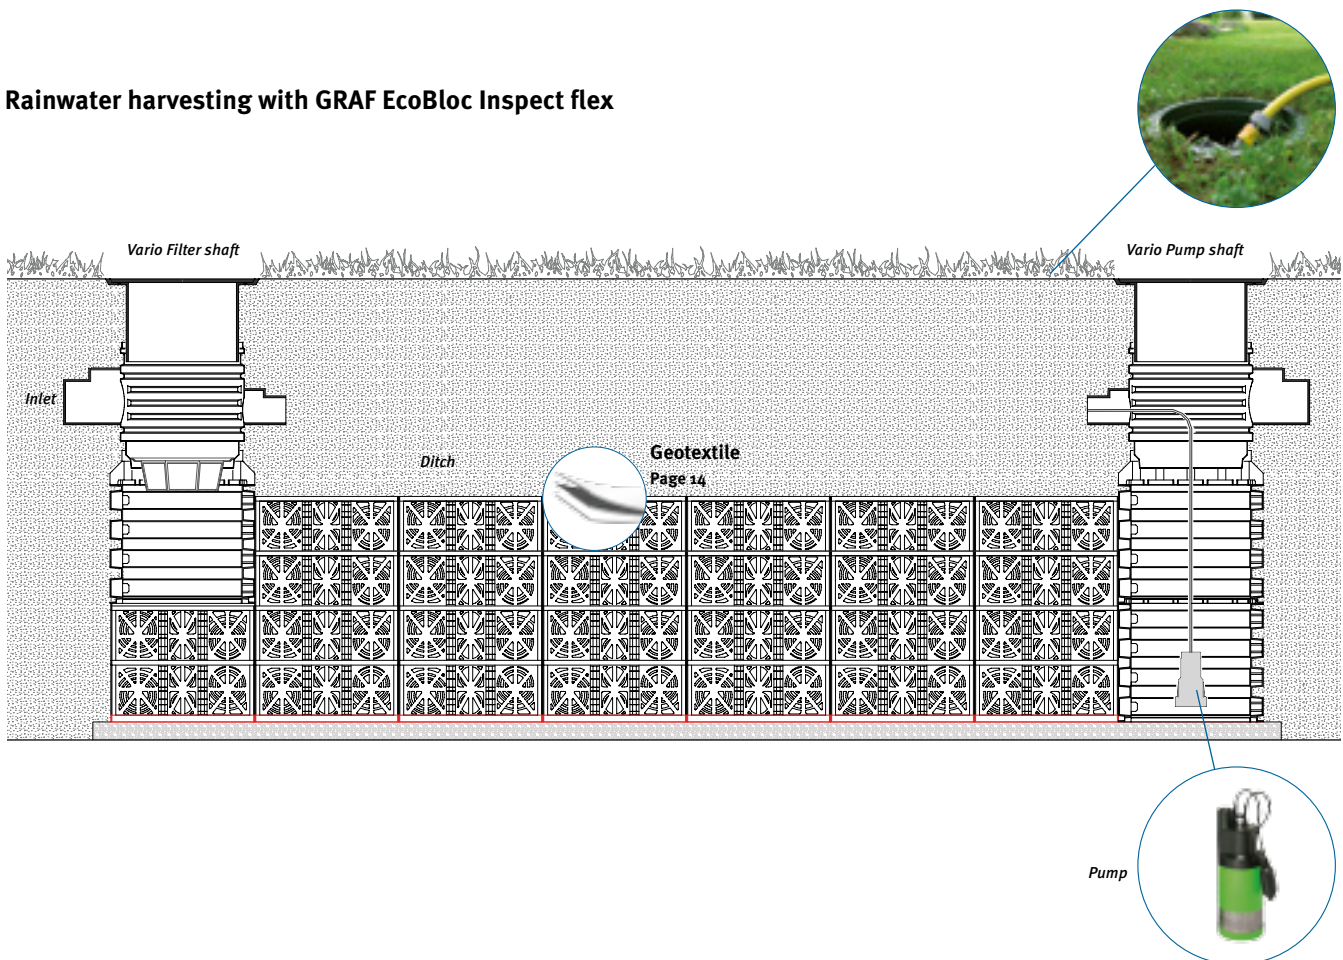 Rainwater harvesting with GRAF EcoBloc Inspect flex
Vario Filter shaft
Vario Pump shaft
Inlet
Ditch
Geotextile
Page 14
Pump